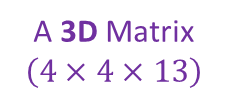 A 3D Matrix
(4 × 4 × 13)